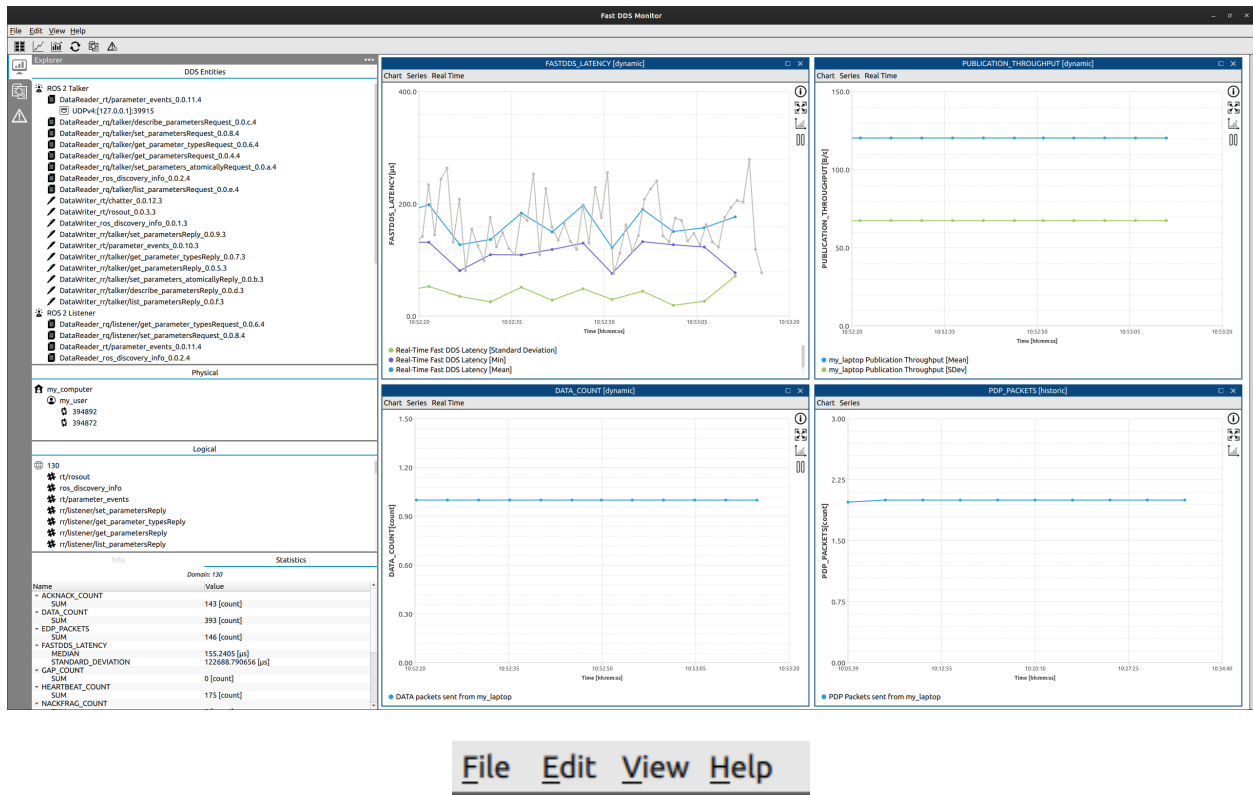 Fast DDS Monitor
File Edit View Help
Explorer
DDS Entities
ROS 2 Talker
DataReader_rt/parameter_events_0.0.11.4
UDPv4:[127.0.0.1]:39915
DataReader_rq/talker/describe_parametersRequest_0.0.c.4
DataReader_rq/talker/set_parametersRequest_0.0.8.4
DataReader_rq/talker/get_parameter_typesRequest_0.0.6.4
DataReader_rq/talker/get_parametersRequest_0.0.4.4
DataReader_rq/talker/set_parameters_atomicallyRequest_0.0.a.4
DataReader_ros_discovery_info_0.0.2.4
DataReader_rq/talker/list_parametersRequest_0.0.e.4
DataWriter_rt/chatter_0.0.12.3
DataWriter_rt/rosout_0.0.3.3
DataWriter_ros_discovery_info_0.0.1.3
DataWriter_rr/talker/set_parametersReply_0.0.9.3
DataWriter_rt/parameter_events_0.0.10.3
DataWriter_rr/talker/get_parameter_typesReply_0.0.7.3
DataWriter_rr/talker/get_parametersReply_0.0.5.3
DataWriter_rr/talker/set_parameters_atomicallyReply_0.0.b.3
DataWriter_rr/talker/describe_parametersReply_0.0.d.3
DataWriter_rr/talker/list_parametersReply_0.0.f.3
ROS 2 Listener
DataReader_rq/listener/get_parameter_typesRequest_0.0.6.4
DataReader_rq/listener/set_parametersRequest_0.0.8.4
DataReader_rt/parameter_events_0.0.11.4
DataReader_ros_discovery_info_0.0.2.4
Physical
my_computer
my_user
394892
394872
Logical
130
rt/rosout
ros_discovery_info
rt/parameter_events
rr/listener/set_parametersReply
rr/listener/get_parameter_typesReply
rr/listener/get_parametersReply
rr/listener/list_parametersReply
Info Statistics
Domain: 130
Name Value
ACKNACK_COUNT
SUM 143 [count]
DATA_COUNT
SUM 393 [count]
EDP_PACKETS
SUM 146 [count]
FASTDDS_LATENCY
MEDIAN 155.2405 [µs]
STANDARD_DEVIATION 122688.790656 [µs]
GAP_COUNT
SUM 0 [count]
HEARTBEAT_COUNT
SUM 175 [count]
NACKFRAG_COUNT
FASTDDS_LATENCY [dynamic]
Chart Series Real Time
400.0
200.0
0.0
FASTDDS_LATENCY[µs]
10:52:20 10:52:35 10:52:50 10:53:05 10:53:20
Time [hh:mm:ss]
Real-Time Fast DDS Latency [Standard Deviation]
Real-Time Fast DDS Latency [Min]
Real-Time Fast DDS Latency [Mean]
PUBLICATION_THROUGHPUT [dynamic]
Chart Series Real Time
150.0
100.0
50.0
0.0
PUBLICATION_THROUGHPUT[B/s]
10:52:20 10:52:35 10:52:50 10:53:05 10:53:20
Time [hh:mm:ss]
my_laptop Publication Throughput [Mean]
my_laptop Publication Throughput [SDev]
DATA_COUNT [dynamic]
Chart Series Real Time
1.50
1.20
0.90
0.60
0.30
0.00
DATA_COUNT[count]
10:52:20 10:52:35 10:52:50 10:53:05 10:53:20
Time [hh:mm:ss]
DATA packets sent from my_laptop
PDP_PACKETS [historic]
Chart Series
3.00
2.25
1.50
0.75
0.00
PDP_PACKETS[count]
10:05:39 10:12:55 10:20:10 10:27:25 10:34:40
Time [hh:mm:ss]
PDP Packets sent from my_laptop
File Edit View Help